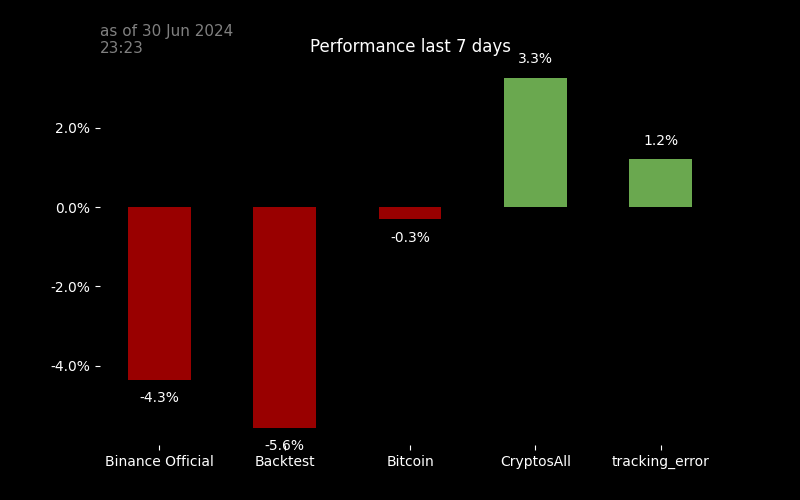 as of 30 Jun 2024
23:23
Performance last 7 days
3.3%
1.2%
2.0%
0.0%
-0.3%
-2.0%
-4.0%
-4.3%
-5.6%
Binance Official
Backtest
Bitcoin
CryptosAll
tracking_error